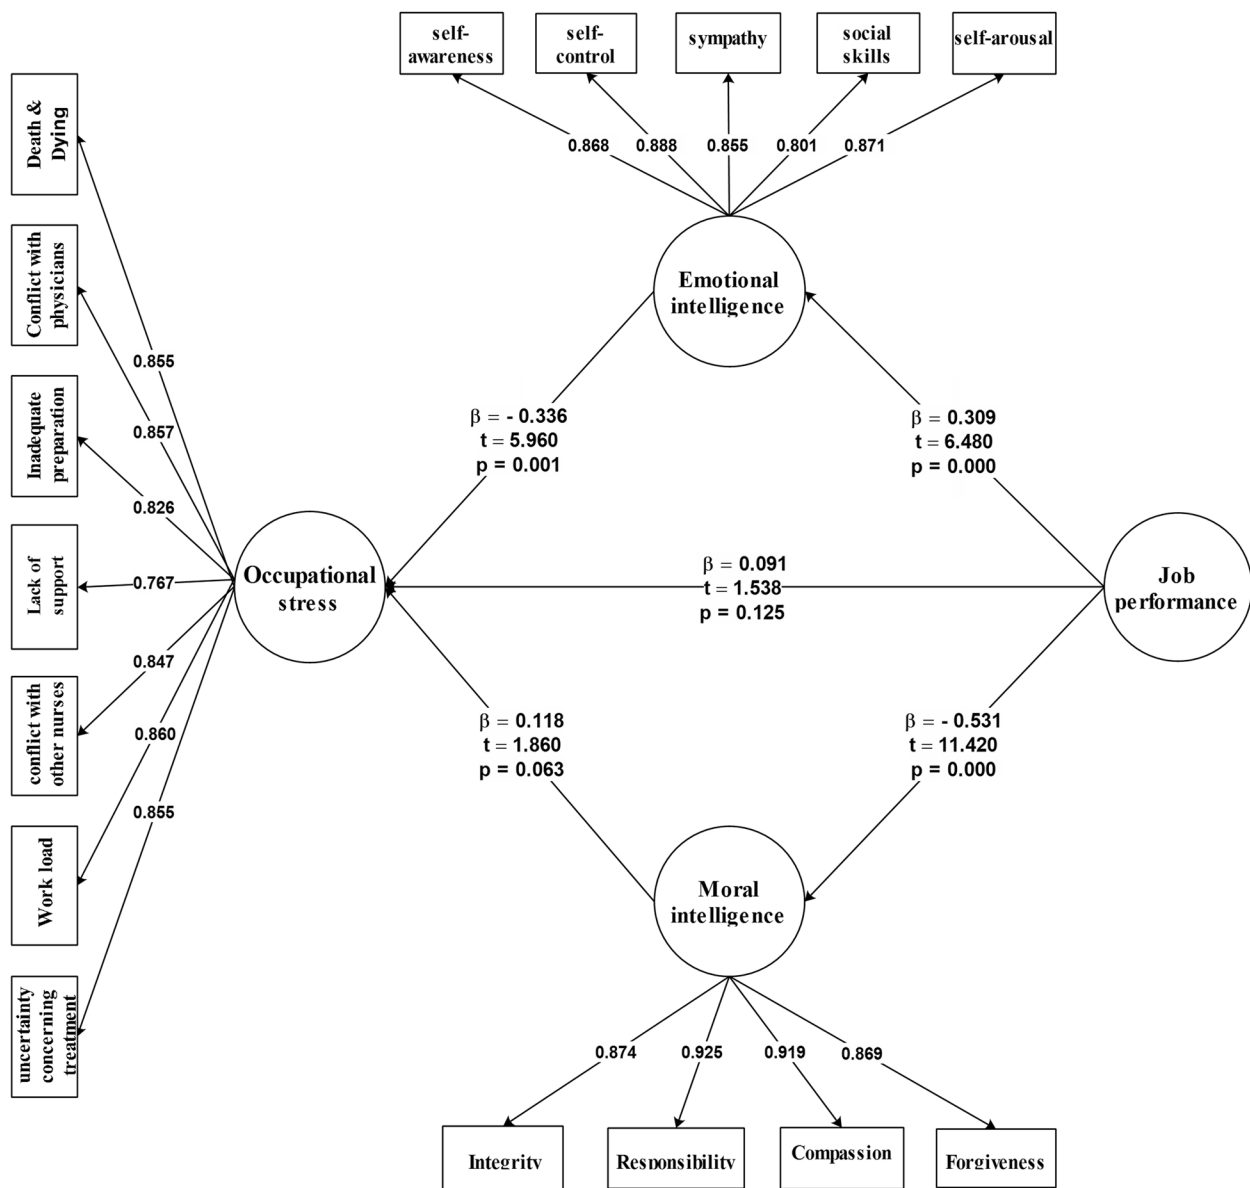 self-
awareness
self-
control
sympathy
social
skills
self-arousal
0.868
0.888
0.855
0.801
0.871
Emotional
intelligence
Death &
Dying
Conflict with
physicians
Inadequate
preparation
Lack of
support
conflict with
other nurses
Work load
uncertainty
concerning
treatment
0.855
0.857
0.826
0.767
0.847
0.860
0.855
Occupational
stress
β = - 0.336
t = 5.960
p = 0.001
β = 0.309
t = 6.480
p = 0.000
β = 0.091
t = 1.538
p = 0.125
Job
performance
β = 0.118
t = 1.860
p = 0.063
β = - 0.531
t = 11.420
p = 0.000
Moral
intelligence
0.874
0.925
0.919
0.869
Integrity
Responsibility
Compassion
Forgiveness